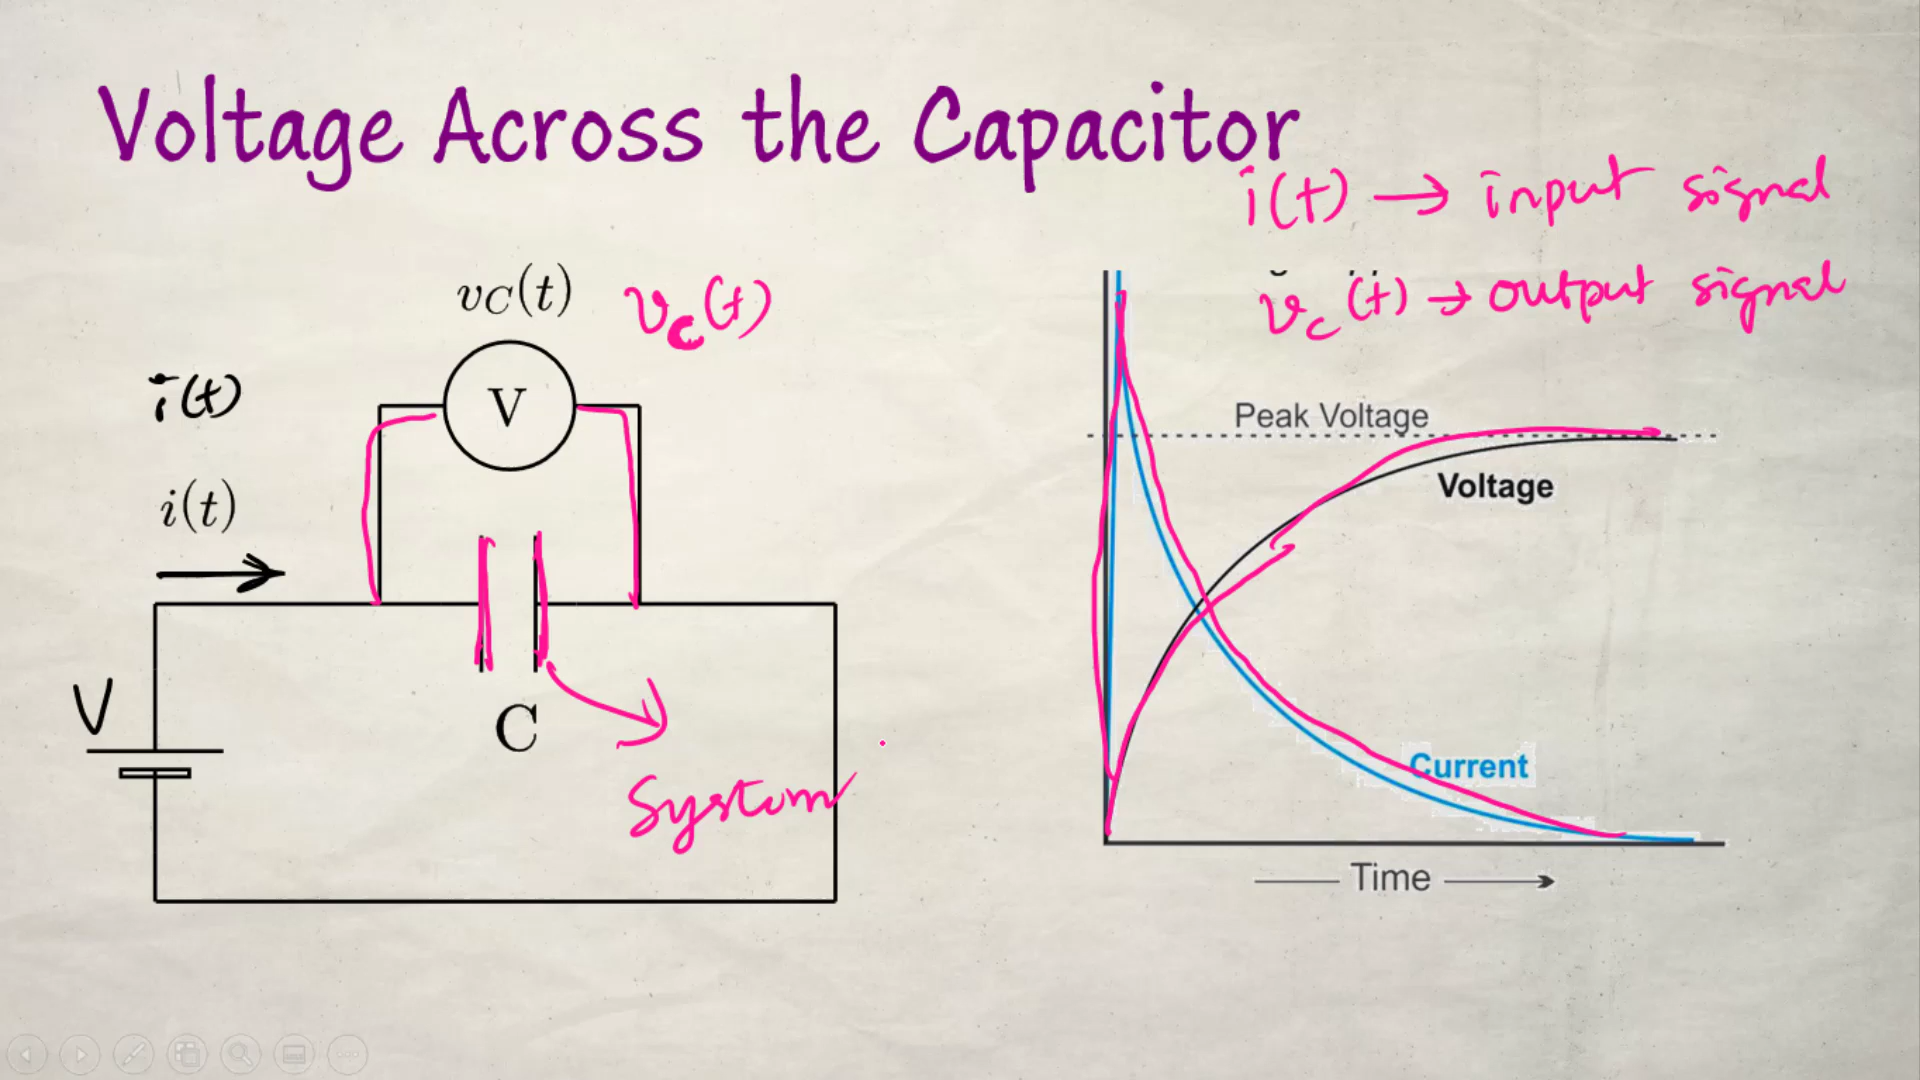 Voltage Across the Capacitor
i(t) → input signal
vC(t) → output signal
vC(t)
vc(t)
V
i(t)
i(t)
V
C
System
Peak Voltage
Voltage
Current
Time